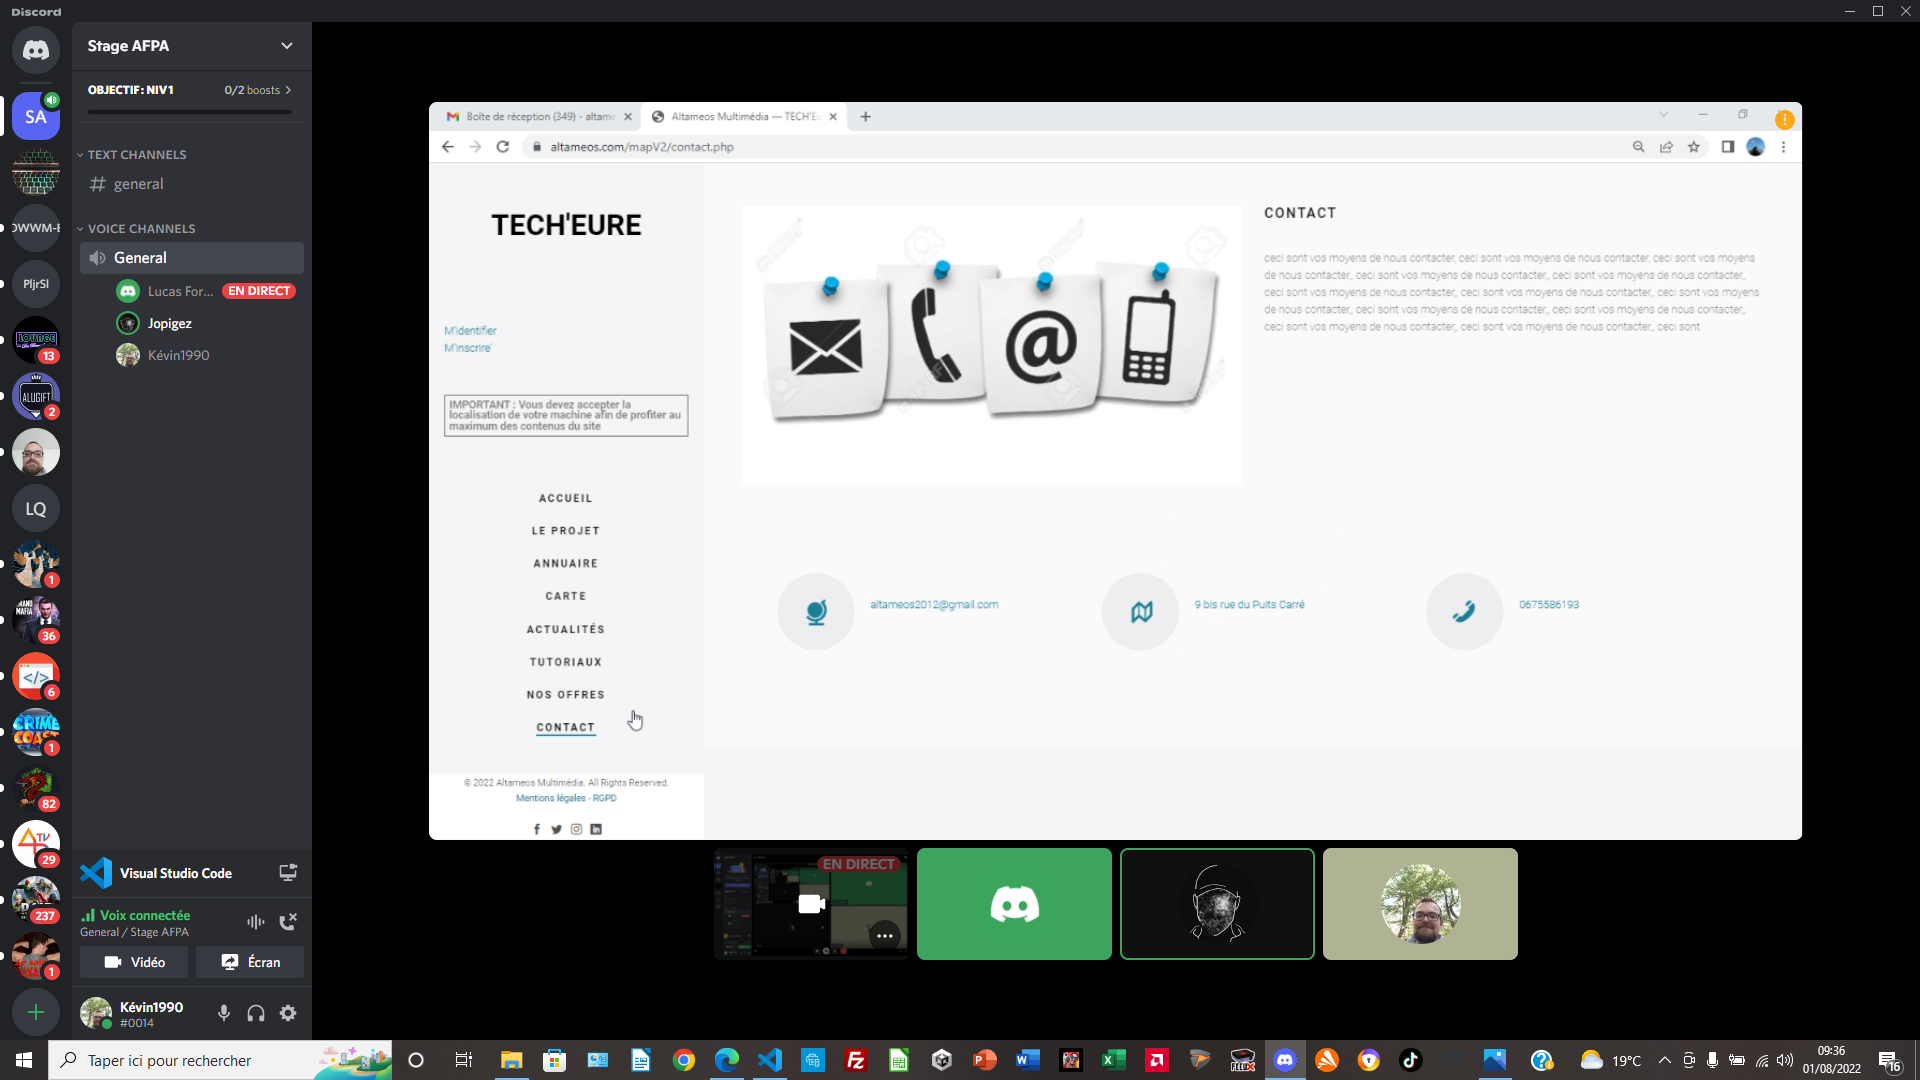 Discord
Stage AFPA
OBJECTIF: NIV 1
0/2 boosts
TEXT CHANNELS
general
VOICE CHANNELS
General
Lucas For...
EN DIRECT
Jopigez
Kévin1990
SA
DWWM-
PIjrSI
LOUNGE
13
ALUGIFT
2
LQ
1
36
</>
6
CRIME
COAST
1
82
TV
29
237
1
Visual Studio Code
Voix connectée
General / Stage AFPA
Vidéo
Écran
Kévin1990
#0014
Boîte de réception (349) - altame
Altameos Multimédia — TECH'Eu
altameos.com/mapV2/contact.php
TECH'EURE
M'identifier
M'inscrire'
IMPORTANT : Vous devez accepter la
localisation de votre machine afin de profiter au
maximum des contenus du site
ACCUEIL
LE PROJET
ANNUAIRE
CARTE
ACTUALITÉS
TUTORIAUX
NOS OFFRES
CONTACT
© 2022 Altameos Multimédia. All Rights Reserved.
Mentions légales - RGPD
CONTACT
ceci sont vos moyens de nous contacter, ceci sont vos moyens de nous contacter, ceci sont vos moyens
de nous contacter,, ceci sont vos moyens de nous contacter,, ceci sont vos moyens de nous contacter,,
ceci sont vos moyens de nous contacter,, ceci sont vos moyens de nous contacter,, ceci sont vos moyens
de nous contacter,, ceci sont vos moyens de nous contacter,, ceci sont vos moyens de nous contacter,,
ceci sont vos moyens de nous contacter,, ceci sont vos moyens de nous contacter,, ceci sont
altameos2012@gmail.com
9 bis rue du Puits Carré
0675586193
EN DIRECT
Taper ici pour rechercher
19°C
09:36
01/08/2022
16